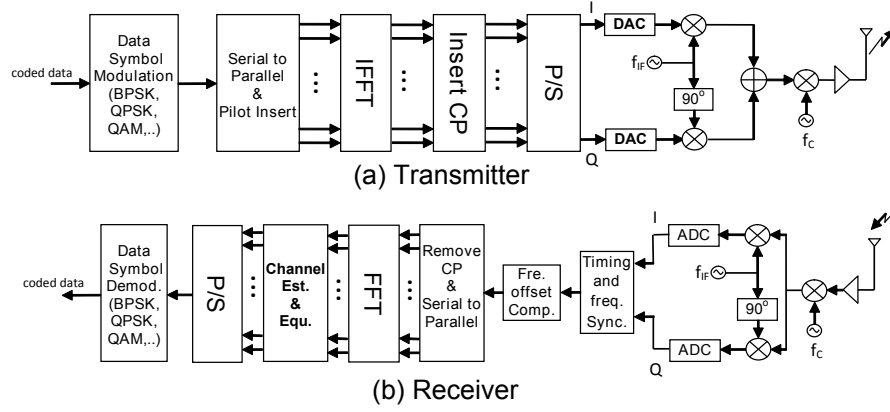 coded data
Data
Symbol
Modulation
(BPSK,
QPSK,
QAM,..)
Serial to
Parallel
&
Pilot Insert
...
...
IFFT
...
...
Insert CP
...
...
P/S
I
DAC
f_IF
90°
Q
DAC
f_C
(a) Transmitter
coded data
Data
Symbol
Demod.
(BPSK,
QPSK,
QAM,..)
P/S
...
...
Channel
Est.
&
Equ.
...
...
FFT
...
...
Remove
CP
&
Serial to
Parallel
Fre.
offset
Comp.
Timing
and
freq.
Sync.
I
ADC
f_IF
90°
Q
ADC
f_C
(b) Receiver